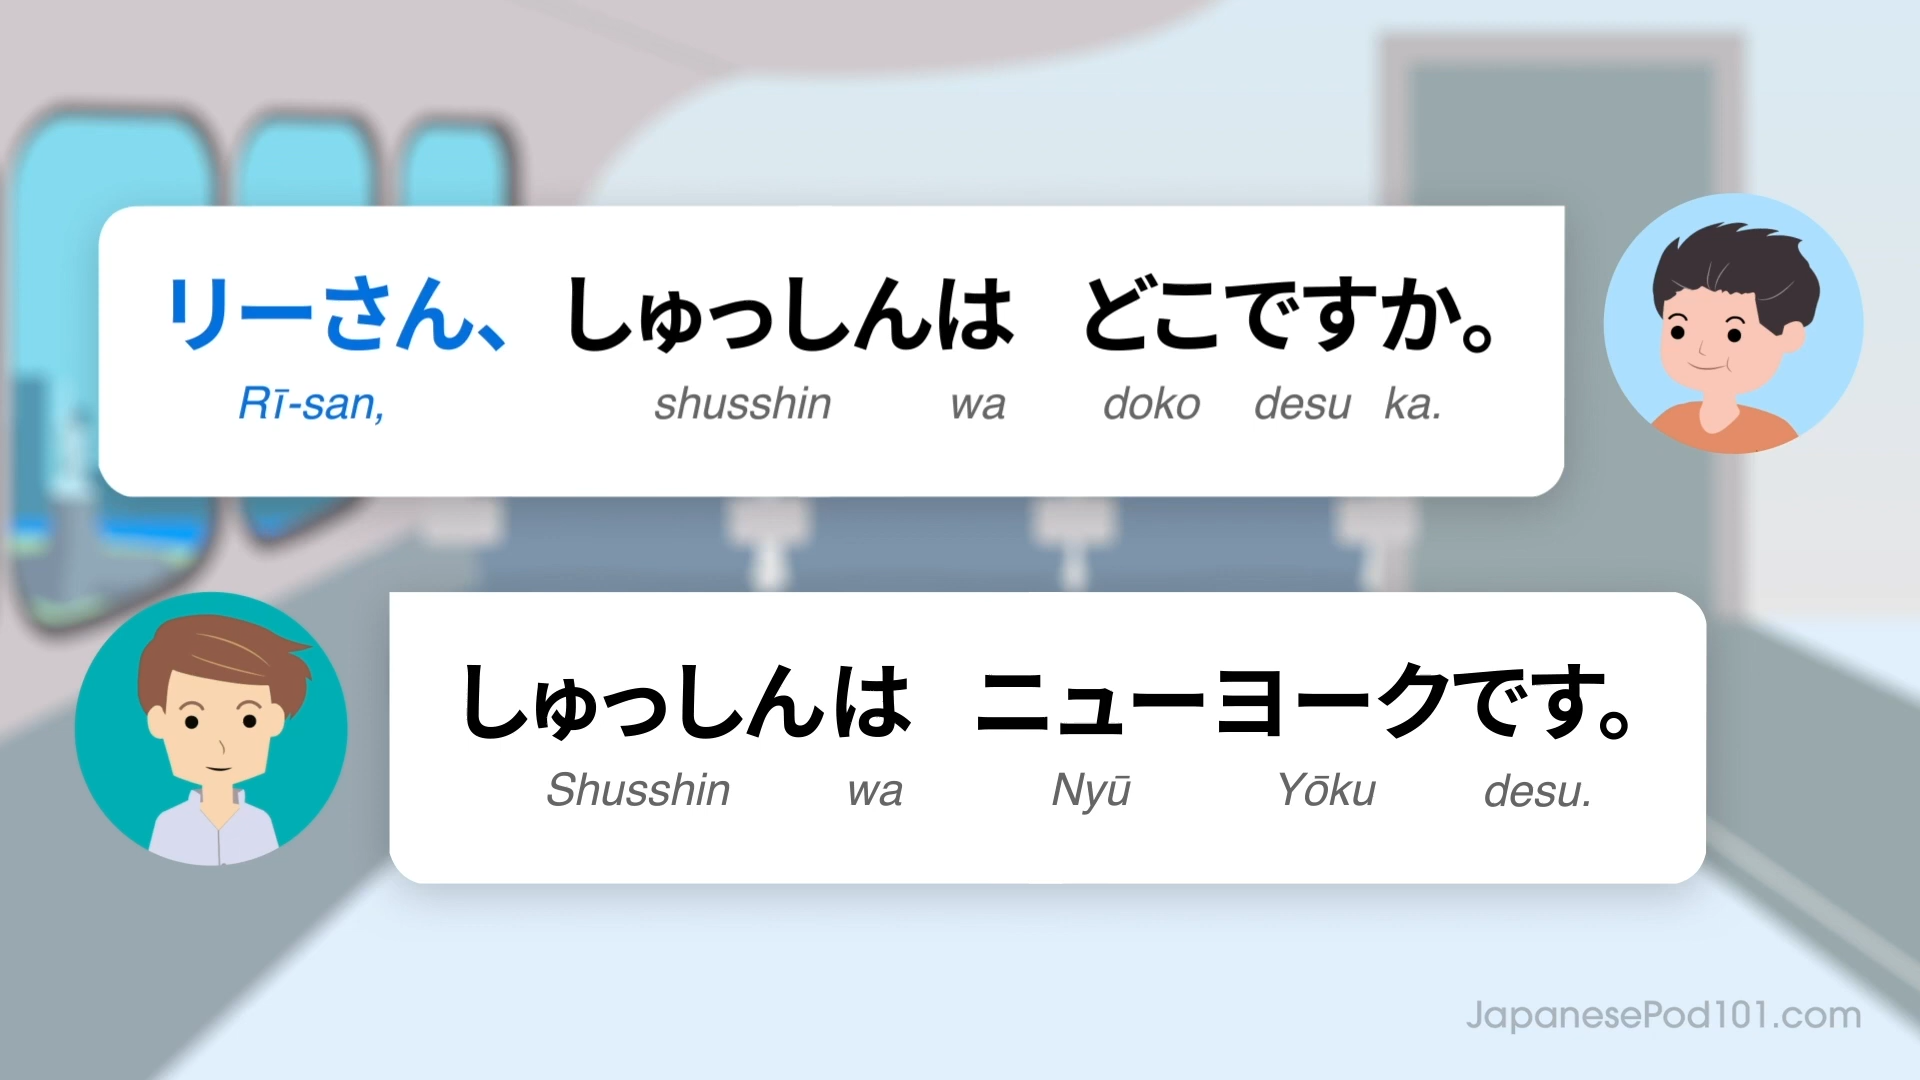 リーさん、 しゅっしんは どこですか。
Rī-san, shusshin wa doko desu ka.
しゅっしんは ニューヨークです。
Shusshin wa Nyū Yōku desu.
JapanesePod101.com